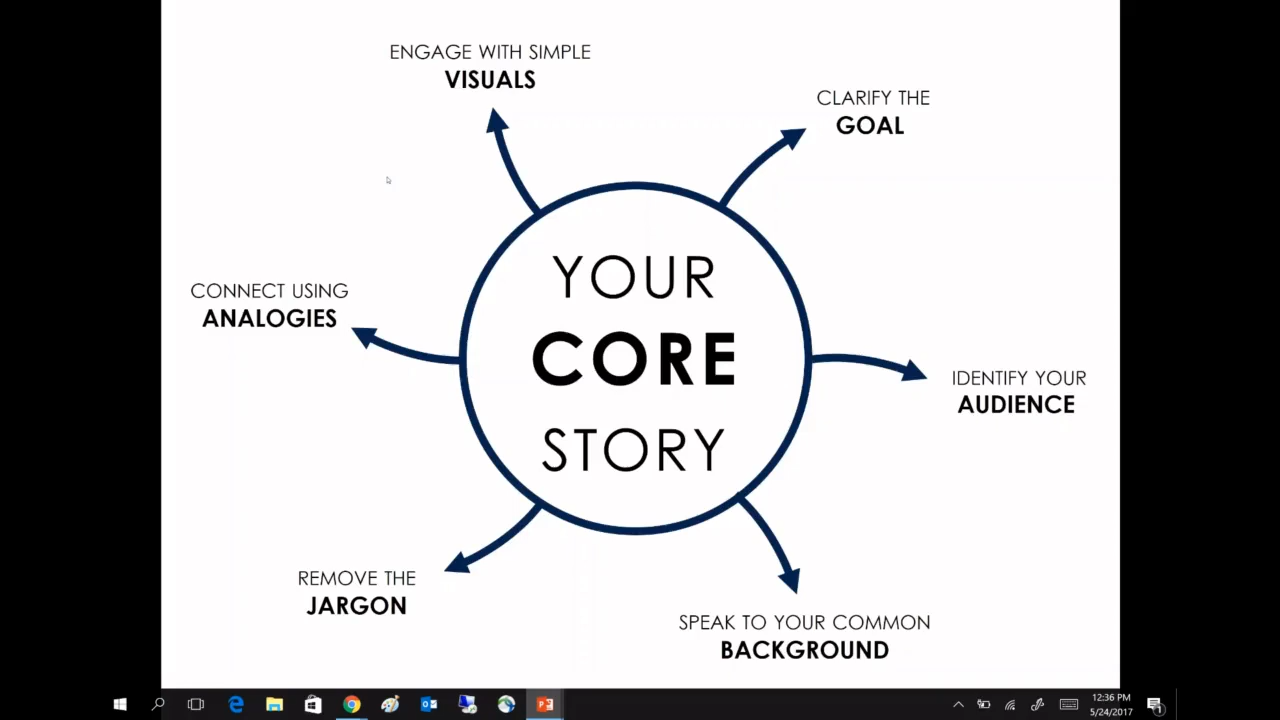 ENGAGE WITH SIMPLE
VISUALS
CLARIFY THE
GOAL
CONNECT USING
ANALOGIES
YOUR
CORE
STORY
IDENTIFY YOUR
AUDIENCE
REMOVE THE
JARGON
SPEAK TO YOUR COMMON
BACKGROUND
12:36 PM
5/24/2017